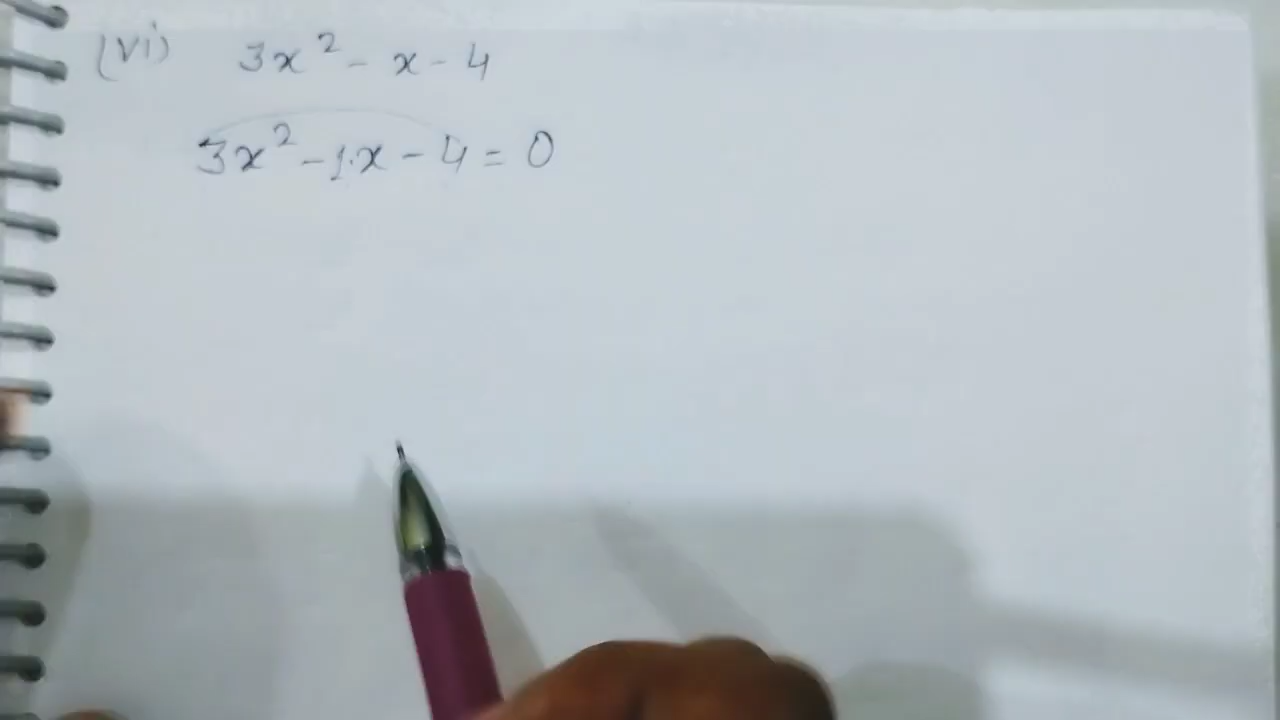 (vi) 3x² - x - 4
3x² - 1·x - 4 = 0